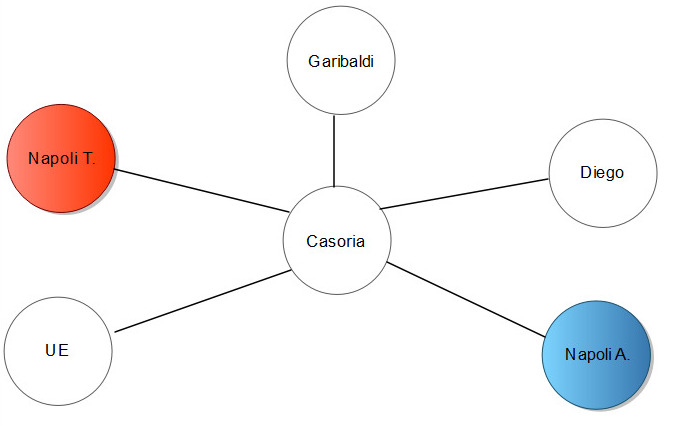 Garibaldi
Napoli T.
Diego
Casoria
UE
Napoli A.